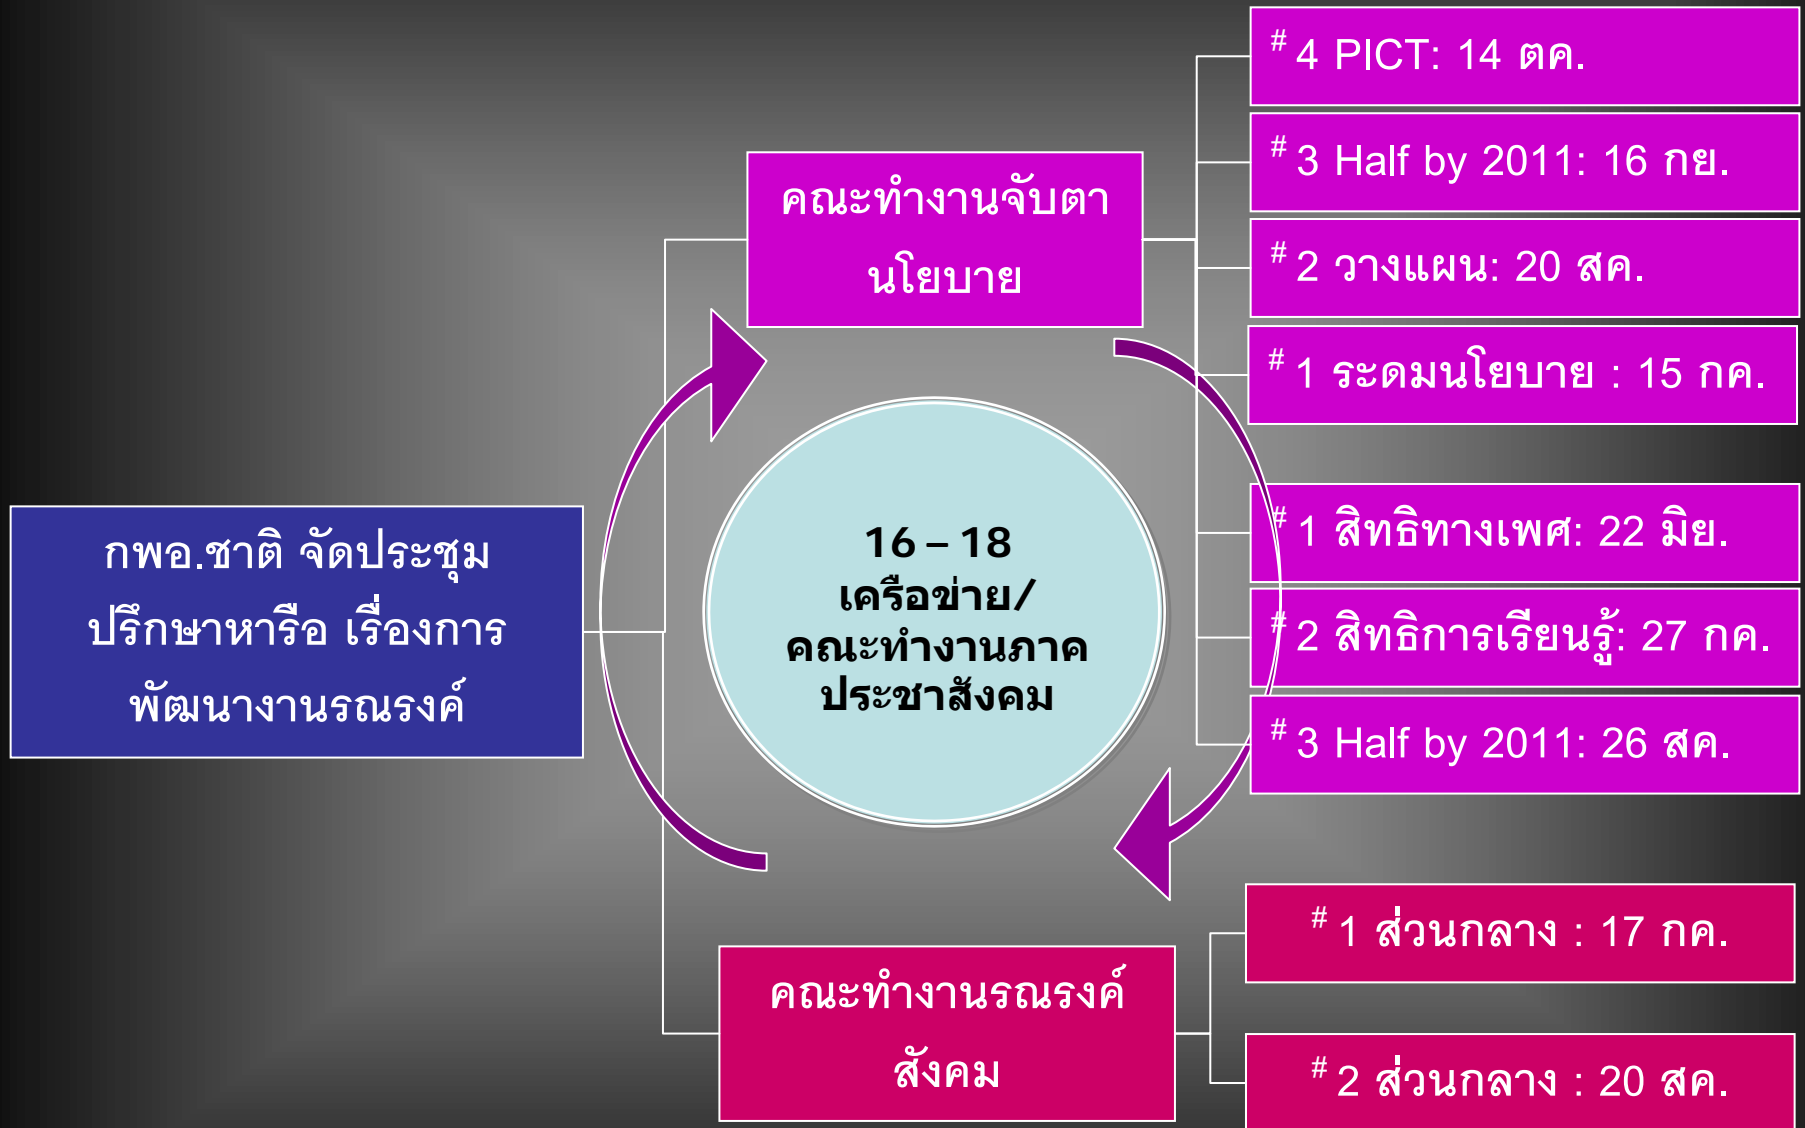 กพอ.ชาติ จัดประชุม
ปรึกษาหารือ เรื่องการ
พัฒนางานรณรงค์
คณะทำงานจับตา
นโยบาย
16 – 18
เครือข่าย/
คณะทำงานภาค
ประชาสังคม
คณะทำงานรณรงค์
สังคม
# 4 PICT: 14 ตค.
# 3 Half by 2011: 16 กย.
# 2 วางแผน: 20 สค.
# 1 ระดมนโยบาย : 15 กค.
# 1 สิทธิทางเพศ: 22 มิย.
# 2 สิทธิการเรียนรู้: 27 กค.
# 3 Half by 2011: 26 สค.
# 1 ส่วนกลาง : 17 กค.
# 2 ส่วนกลาง : 20 สค.